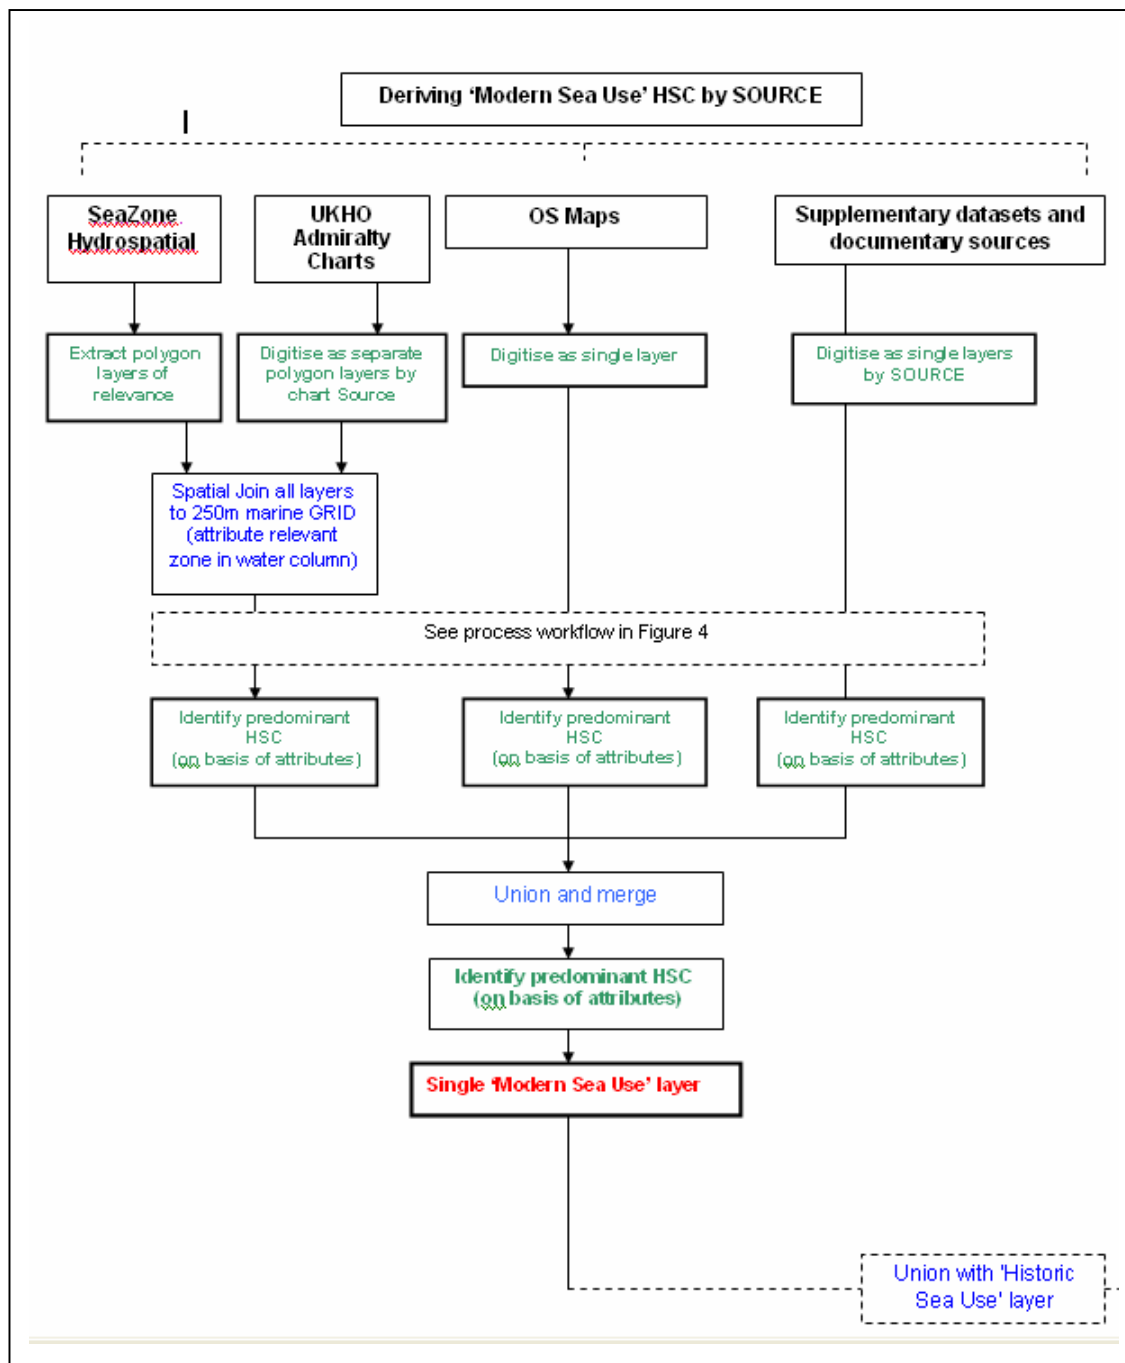 Deriving ‘Modern Sea Use’ HSC by SOURCE
SeaZone
Hydrospatial
UKHO
Admiralty
Charts
OS Maps
Supplementary datasets and
documentary sources
Extract polygon
layers of
relevance
Digitise as separate
polygon layers by
chart Source
Digitise as single layer
Digitise as single layers
by SOURCE
Spatial Join all layers
to 250m marine GRID
(attribute relevant
zone in water column)
See process workflow in Figure 4
Identify predominant
HSC
(on basis of attributes)
Identify predominant
HSC
(on basis of attributes)
Identify predominant
HSC
(on basis of attributes)
Union and merge
Identify predominant HSC
(on basis of attributes)
Single ‘Modern Sea Use’ layer
Union with 'Historic
Sea Use' layer